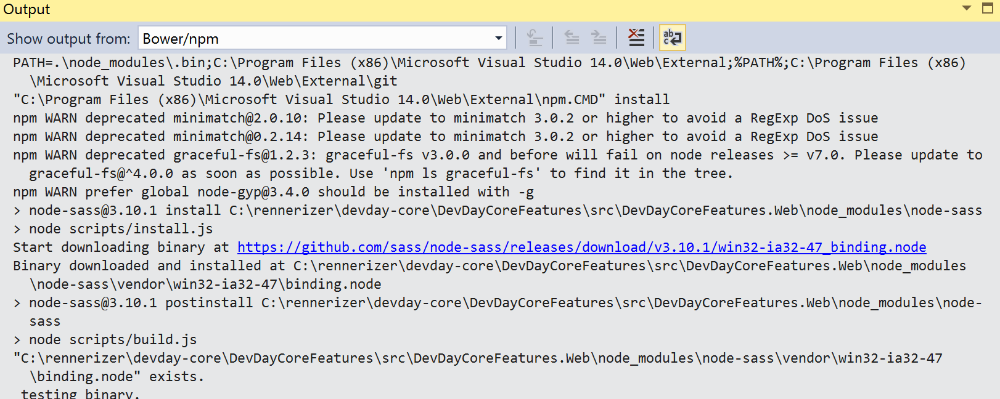 Output
Show output from: Bower/npm
PATH=.\node_modules\.bin;C:\Program Files (x86)\Microsoft Visual Studio 14.0\Web\External;%PATH%;C:\Program Files (x86)
\Microsoft Visual Studio 14.0\Web\External\git
"C:\Program Files (x86)\Microsoft Visual Studio 14.0\Web\External\npm.CMD" install
npm WARN deprecated minimatch@2.0.10: Please update to minimatch 3.0.2 or higher to avoid a RegExp DoS issue
npm WARN deprecated minimatch@0.2.14: Please update to minimatch 3.0.2 or higher to avoid a RegExp DoS issue
npm WARN deprecated graceful-fs@1.2.3: graceful-fs v3.0.0 and before will fail on node releases >= v7.0. Please update to
graceful-fs@^4.0.0 as soon as possible. Use 'npm ls graceful-fs' to find it in the tree.
npm WARN prefer global node-gyp@3.4.0 should be installed with -g
> node-sass@3.10.1 install C:\rennerizer\devday-core\DevDayCoreFeatures\src\DevDayCoreFeatures.Web\node_modules\node-sass
> node scripts/install.js
Start downloading binary at https://github.com/sass/node-sass/releases/download/v3.10.1/win32-ia32-47_binding.node
Binary downloaded and installed at C:\rennerizer\devday-core\DevDayCoreFeatures\src\DevDayCoreFeatures.Web\node_modules
\node-sass\vendor\win32-ia32-47\binding.node
> node-sass@3.10.1 postinstall C:\rennerizer\devday-core\DevDayCoreFeatures\src\DevDayCoreFeatures.Web\node_modules\node-
sass
> node scripts/build.js
"C:\rennerizer\devday-core\DevDayCoreFeatures\src\DevDayCoreFeatures.Web\node_modules\node-sass\vendor\win32-ia32-47
\binding.node" exists.
testing binary.